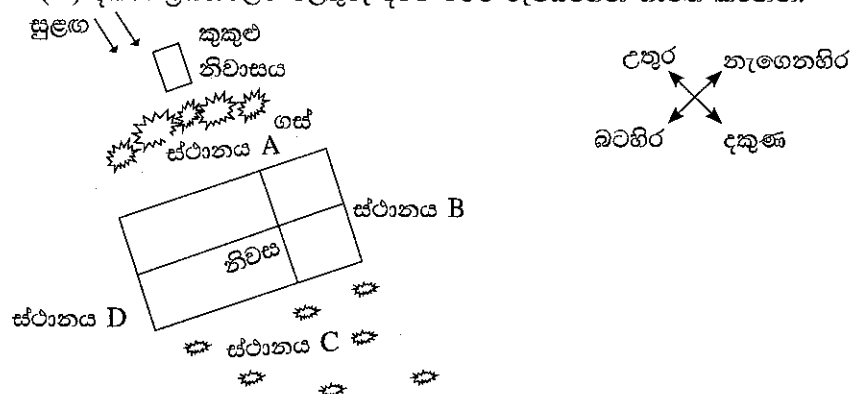 සුළඟ
කුකුළු
නිවාසය
ගස්
ස්ථානය A
ස්ථානය B
නිවස
ස්ථානය D
ස්ථානය C
උතුර
නැගෙනහිර
බටහිර
දකුණ